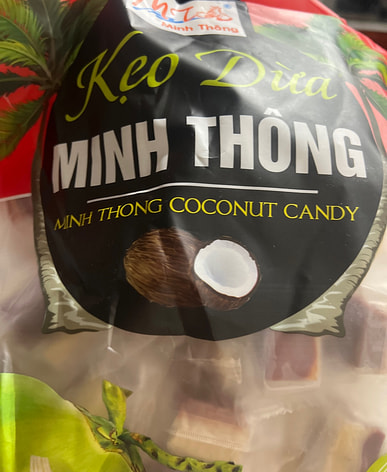 Minh Thông
Kẹo Dừa
MINH THÔNG
MINH THONG COCONUT CANDY